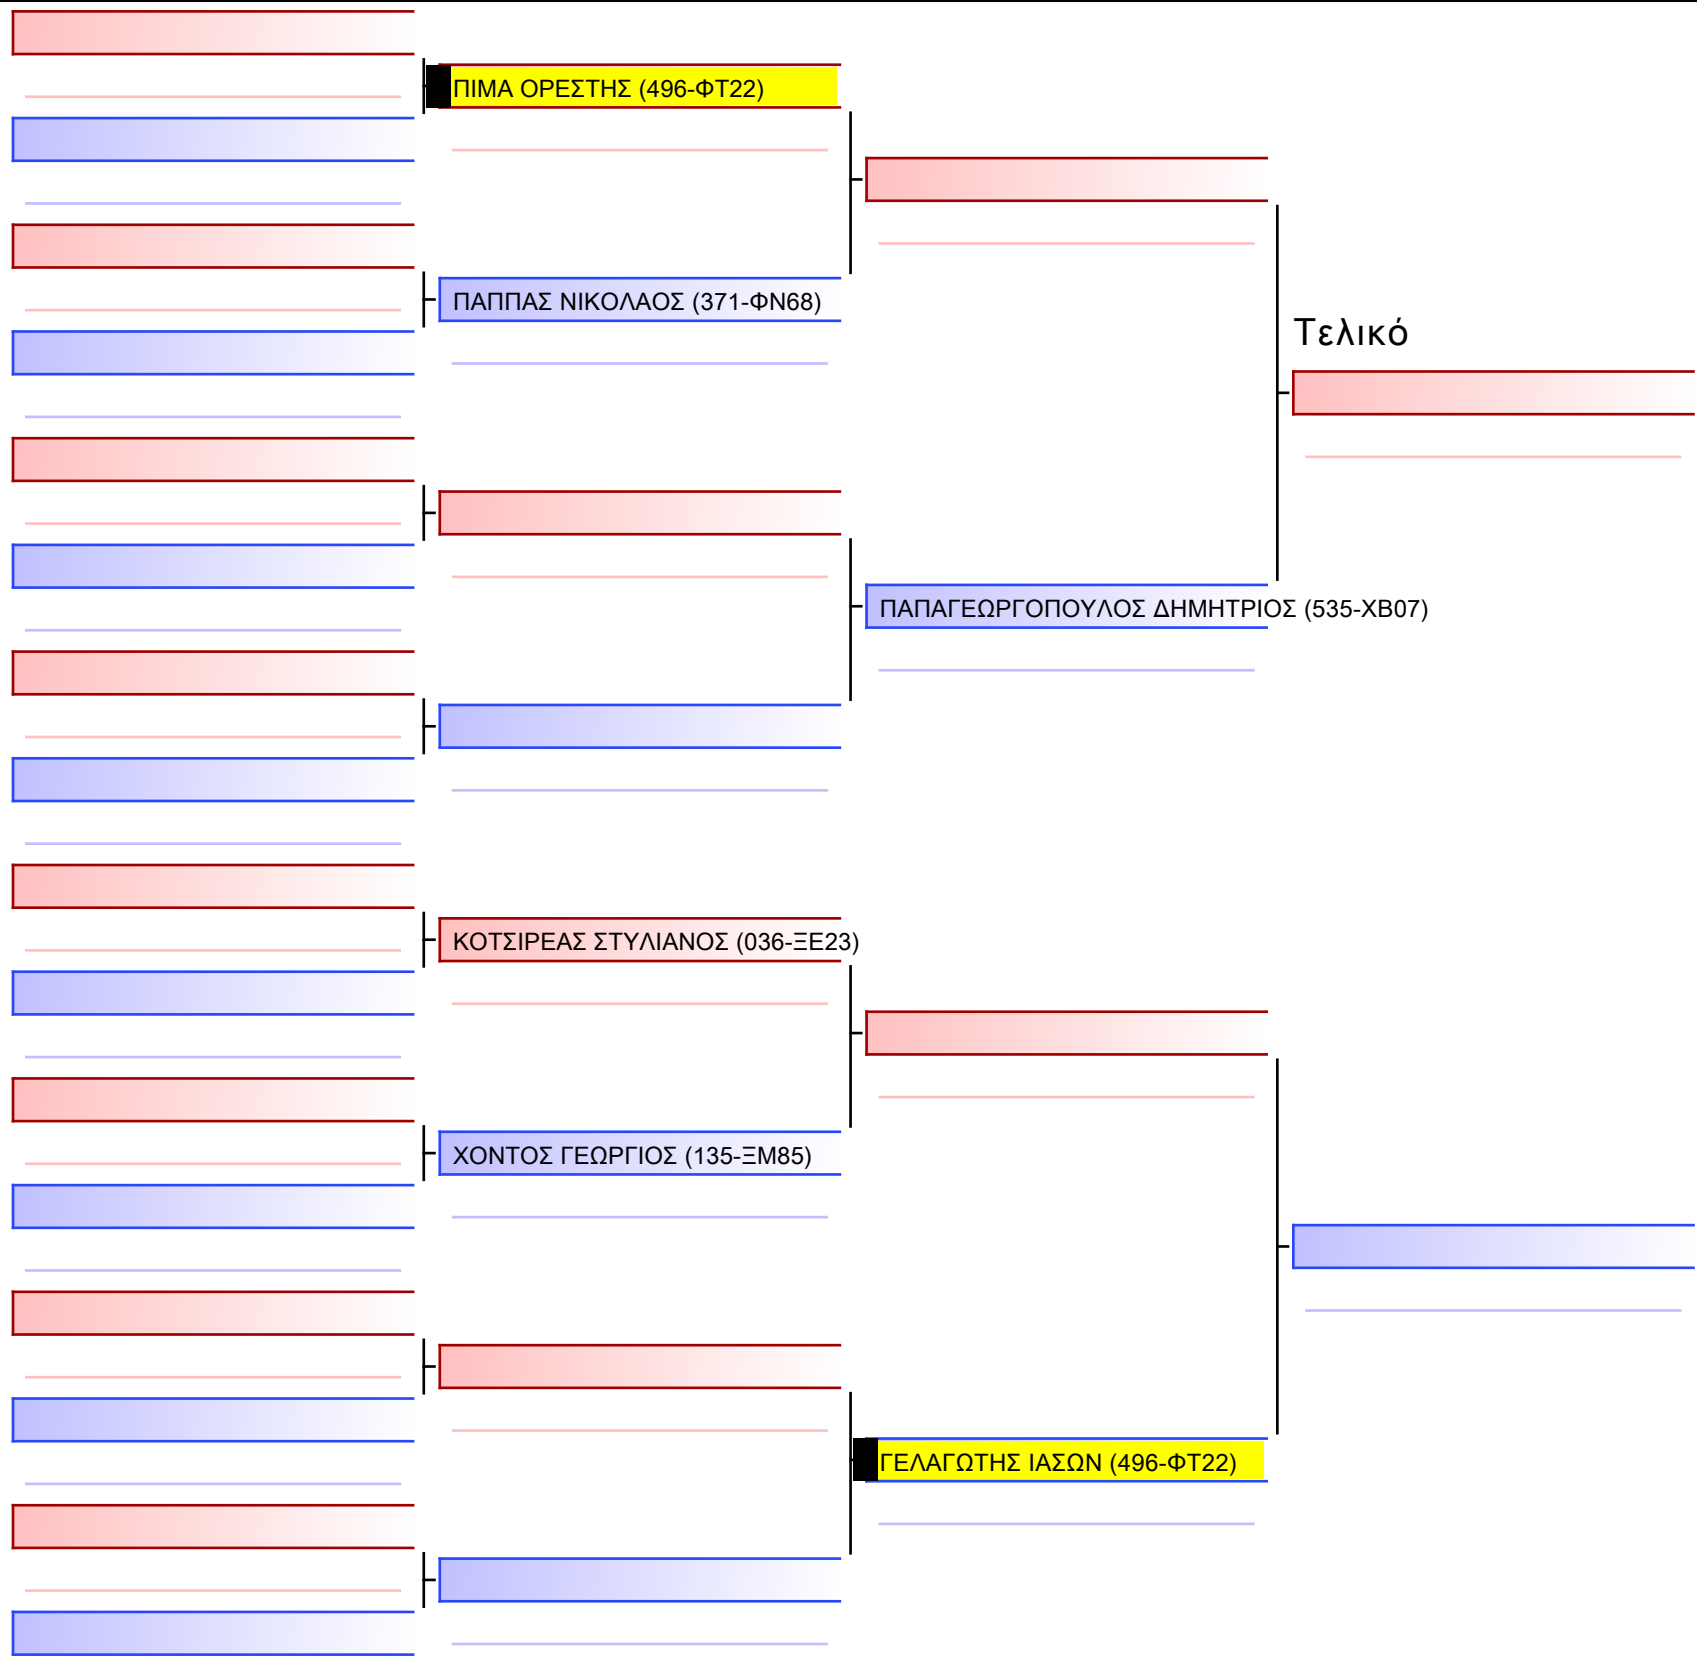 ΠΙΜΑ ΟΡΕΣΤΗΣ (496-ΦΤ22)
ΠΑΠΠΑΣ ΝΙΚΟΛΑΟΣ (371-ΦΝ68)
Τελικό
ΠΑΠΑΓΕΩΡΓΟΠΟΥΛΟΣ ΔΗΜΗΤΡΙΟΣ (535-ΧΒ07)
ΚΟΤΣΙΡΕΑΣ ΣΤΥΛΙΑΝΟΣ (036-ΞΕ23)
ΧΟΝΤΟΣ ΓΕΩΡΓΙΟΣ (135-ΞΜ85)
ΓΕΛΑΓΩΤΗΣ ΙΑΣΩΝ (496-ΦΤ22)